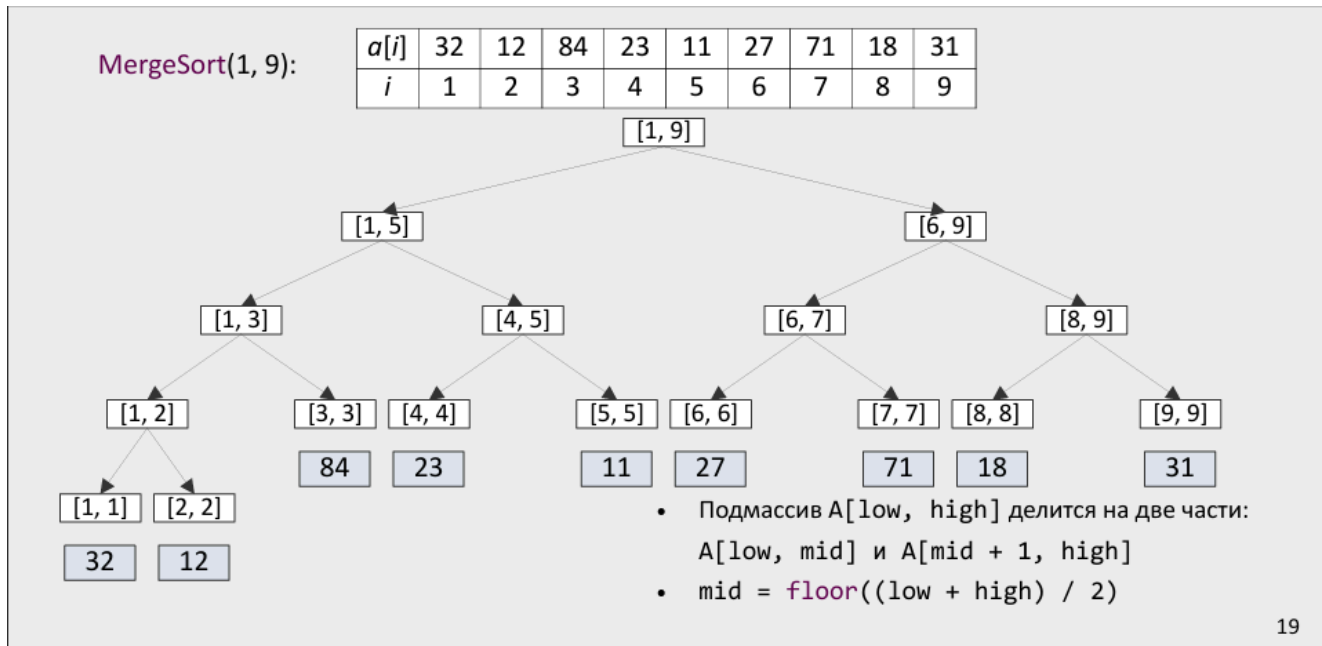 MergeSort(1, 9):
a[i] 32 12 84 23 11 27 71 18 31
i 1 2 3 4 5 6 7 8 9
[1, 9]
[1, 5] [6, 9]
[1, 3] [4, 5] [6, 7] [8, 9]
[1, 2] [3, 3] [4, 4] [5, 5] [6, 6] [7, 7] [8, 8] [9, 9]
84 23 11 27 71 18 31
[1, 1] [2, 2]
32 12
• Подмассив A[low, high] делится на две части:
A[low, mid] и A[mid + 1, high]
• mid = floor((low + high) / 2)
19